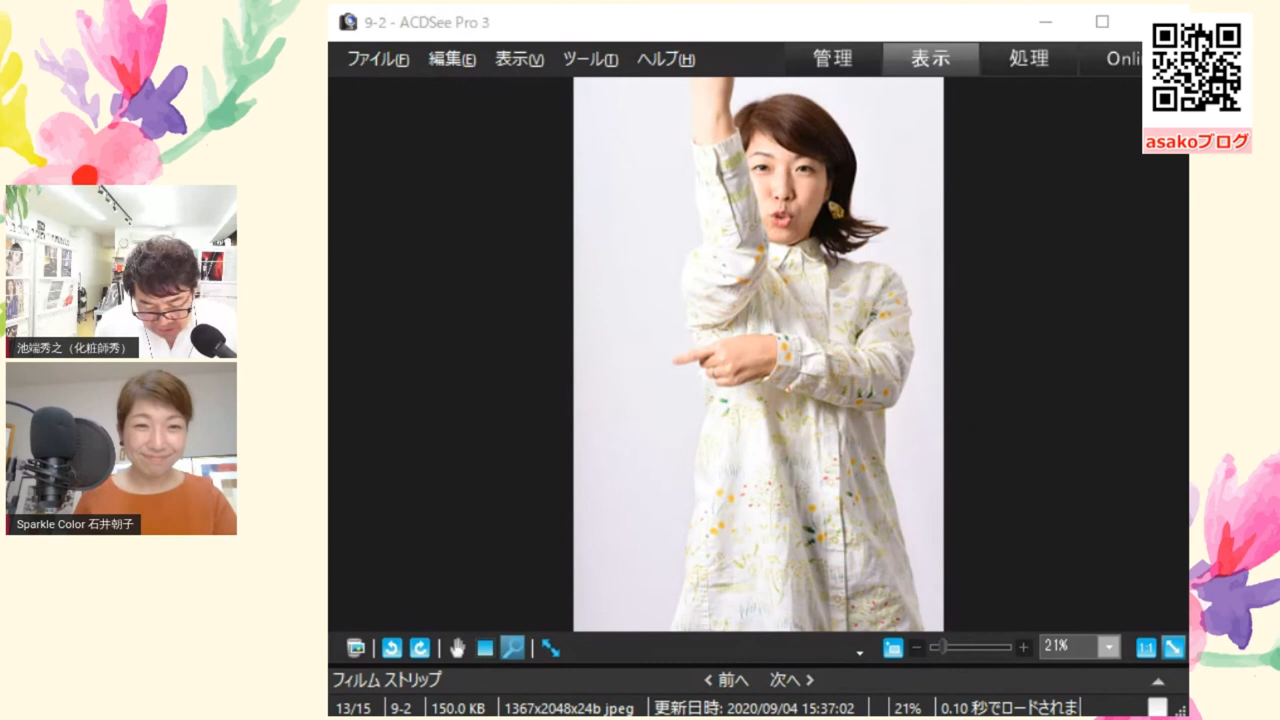 9-2 - ACDSee Pro 3
ファイル(F) 編集(E) 表示(V) ツール(T) ヘルプ(H)
管理 表示 処理 Onli
asakoブログ
池端秀之（化粧師秀）
Sparkle Color 石井朝子
21%
1:1
フィルム ストリップ
前へ 次へ
13/15 9-2 150.0 KB 1367x2048x24b jpeg 更新日時: 2020/09/04 15:37:02 21% 0.10 秒でロードされま